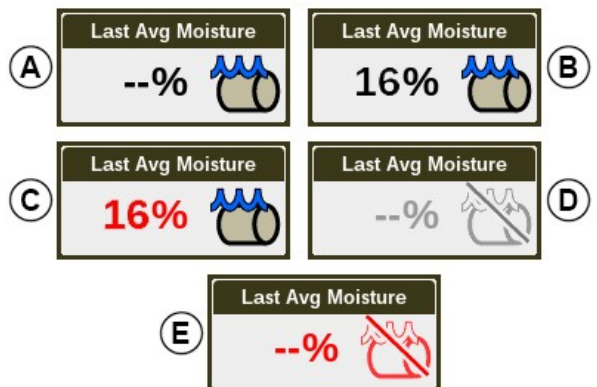 Last Avg Moisture Last Avg Moisture
A --% 16% B
Last Avg Moisture Last Avg Moisture
C 16% --% D
Last Avg Moisture
E --%